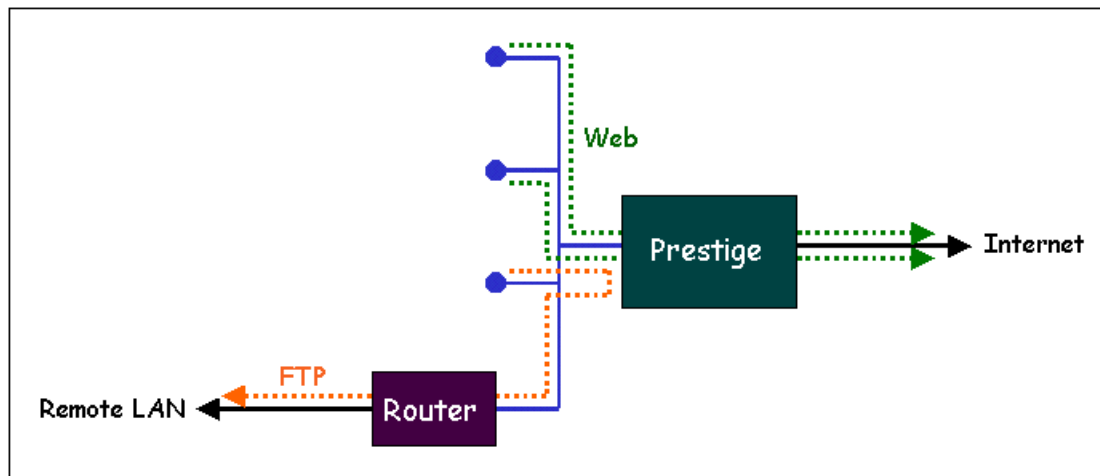 Web
Prestige
Internet
FTP
Remote LAN
Router